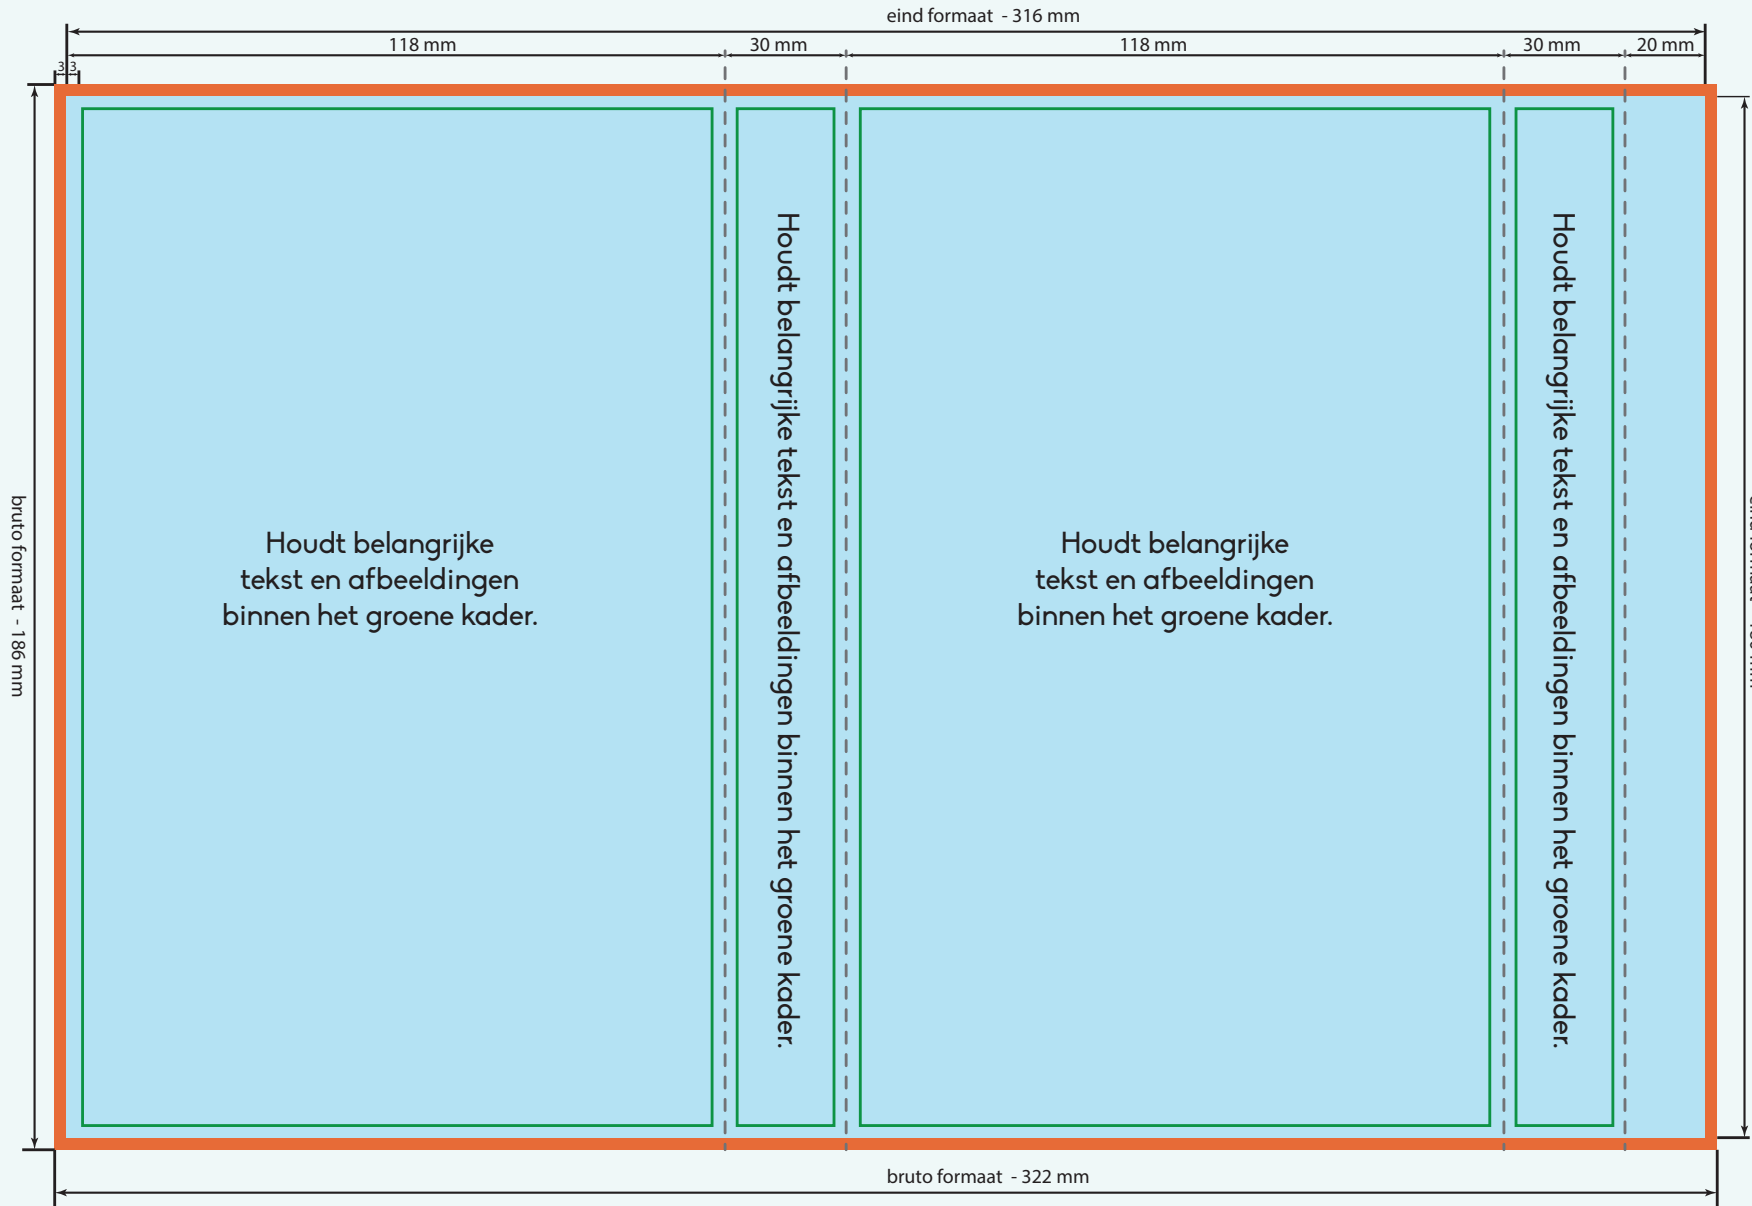 eind formaat - 316 mm
118 mm
30 mm
118 mm
30 mm
20 mm
3
3
Houdt belangrijke
tekst en afbeeldingen
binnen het groene kader.
Houdt belangrijke tekst en afbeeldingen binnen het groene kader.
Houdt belangrijke
tekst en afbeeldingen
binnen het groene kader.
Houdt belangrijke tekst en afbeeldingen binnen het groene kader.
bruto formaat - 186 mm
bruto formaat - 322 mm